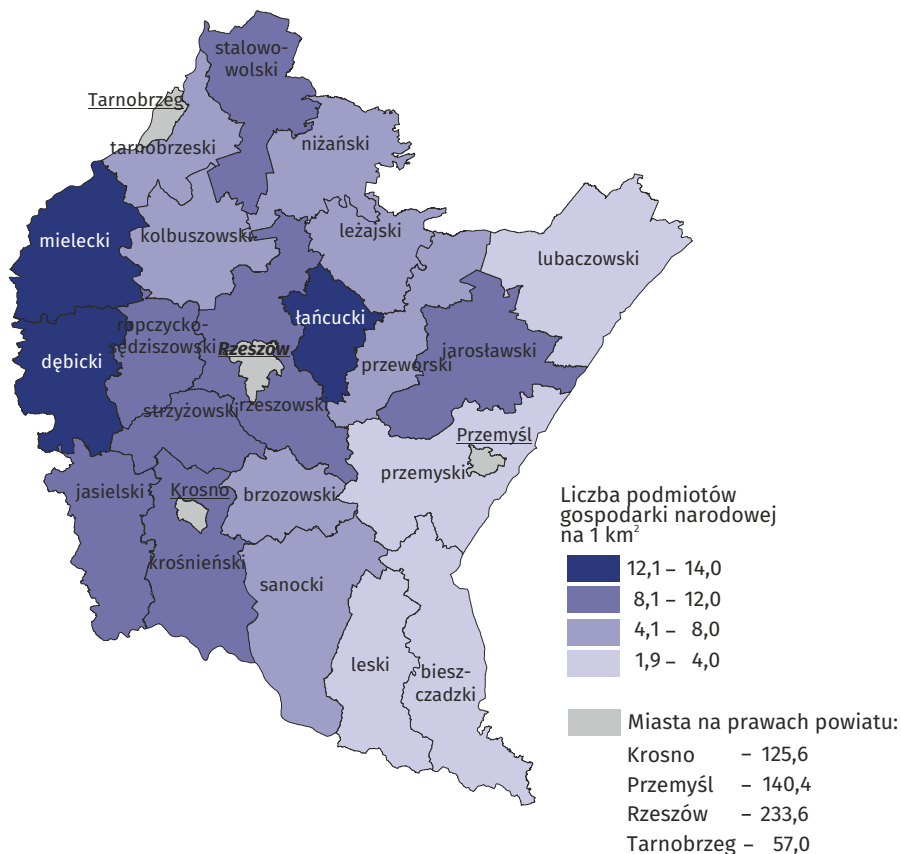 stalowo-
wolski
Tarnobrzeg
tarnobrzeski
niżański
mielecki
kolbuszowski
leżajski
lubaczowski
łańcucki
ropczycko-
sędziszowski
Rzeszów
dębicki
przeworski
jarosławski
strzyżowski
rzeszowski
Przemyśl
przemyski
jasielski
Krosno
brzozowski
krośnieński
sanocki
leski
biesz-
czadzki
Liczba podmiotów
gospodarki narodowej
na 1 km²
12,1 – 14,0
8,1 – 12,0
4,1 – 8,0
1,9 – 4,0
Miasta na prawach powiatu:
Krosno – 125,6
Przemyśl – 140,4
Rzeszów – 233,6
Tarnobrzeg – 57,0